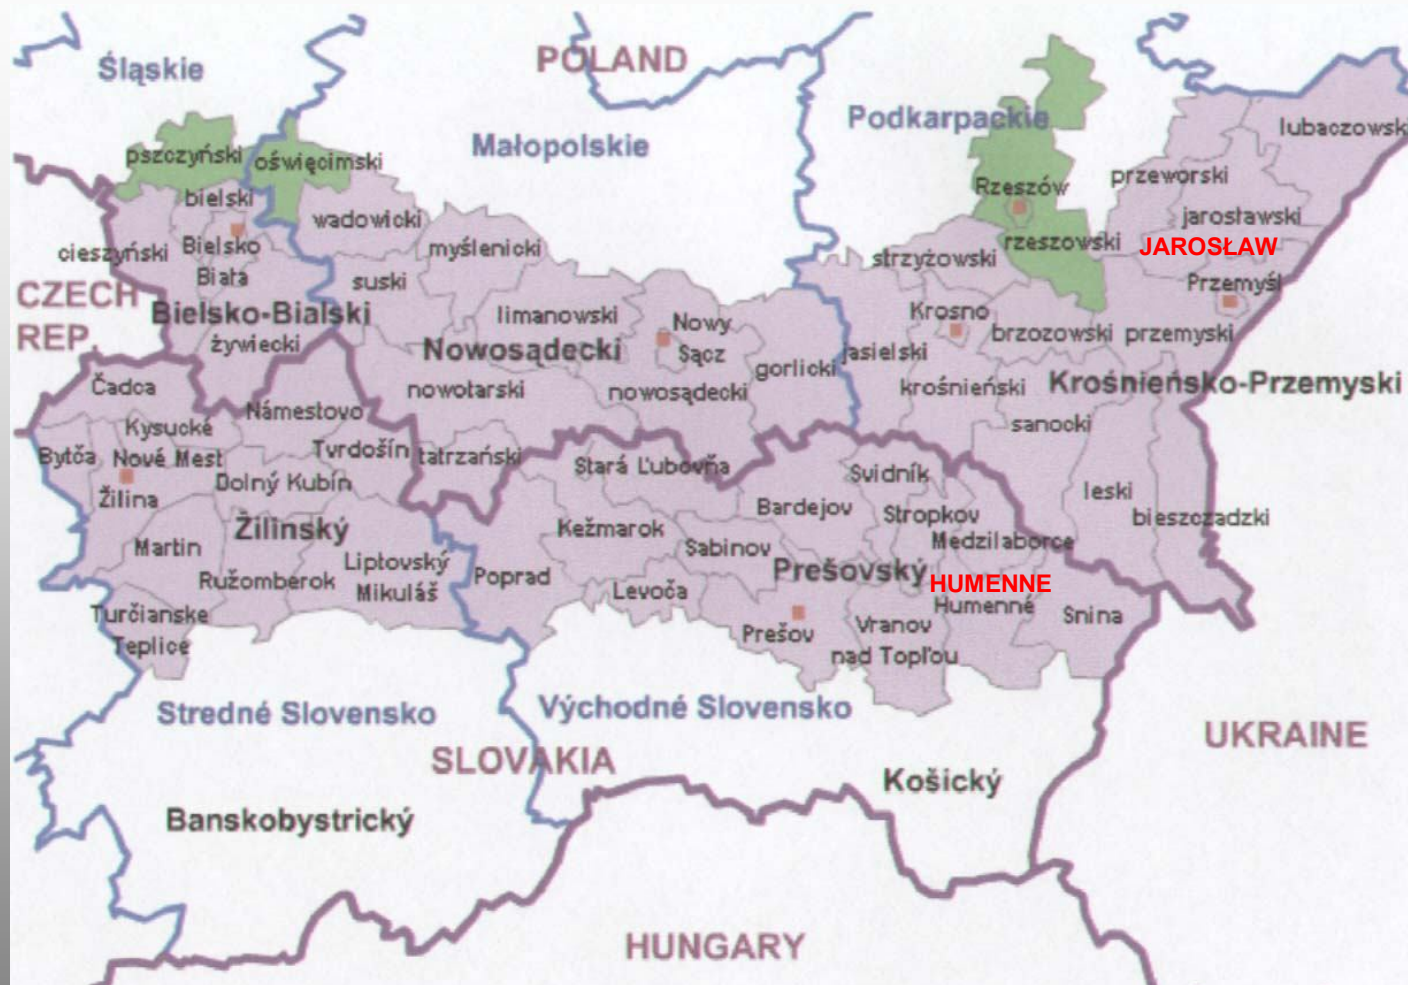 POLAND
Śląskie
Małopolskie
Podkarpackie
lubaczowski
pszczyński
oświęcimski
przeworski
Rzeszów
bielski
wadowicki
jarosławski
cieszyński
Bielsko
Biała
myślenicki
strzyżowski
rzeszowski
JAROSŁAW
suski
Przemyśl
CZECH
REP.
Bielsko-Bialski
limanowski
Nowy
Sącz
Krosno
brzozowski
przemyski
żywiecki
Nowosądecki
gorlicki
jasielski
Čadca
nowotarski
nowosądecki
krośnieński
Krośnieńsko-Przemyski
Námestovo
sanocki
Kysucké
Nové Mest
Bytča
Tvrdošín
tatrzański
Stará Ľubovňa
Svidník
Žilina
Dolný Kubín
leski
Bardejov
Stropkov
bieszczadzki
Žilinský
Kežmarok
Medzilaborce
Martin
Sabinov
Liptovský
Mikuláš
Ružomberok
Poprad
Levoča
Prešovský
HUMENNE
Humenné
Snina
Turčianske
Teplice
Prešov
Vranov
nad Topľou
Stredné Slovensko
Východné Slovensko
UKRAINE
SLOVAKIA
Košický
Banskobystrický
HUNGARY